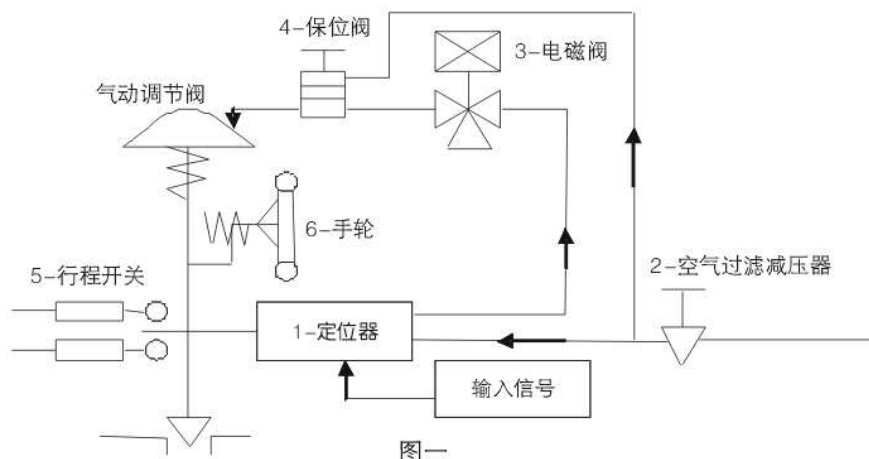 4-保位阀
3-电磁阀
气动调节阀
6-手轮
2-空气过滤减压器
5-行程开关
1-定位器
输入信号
图一